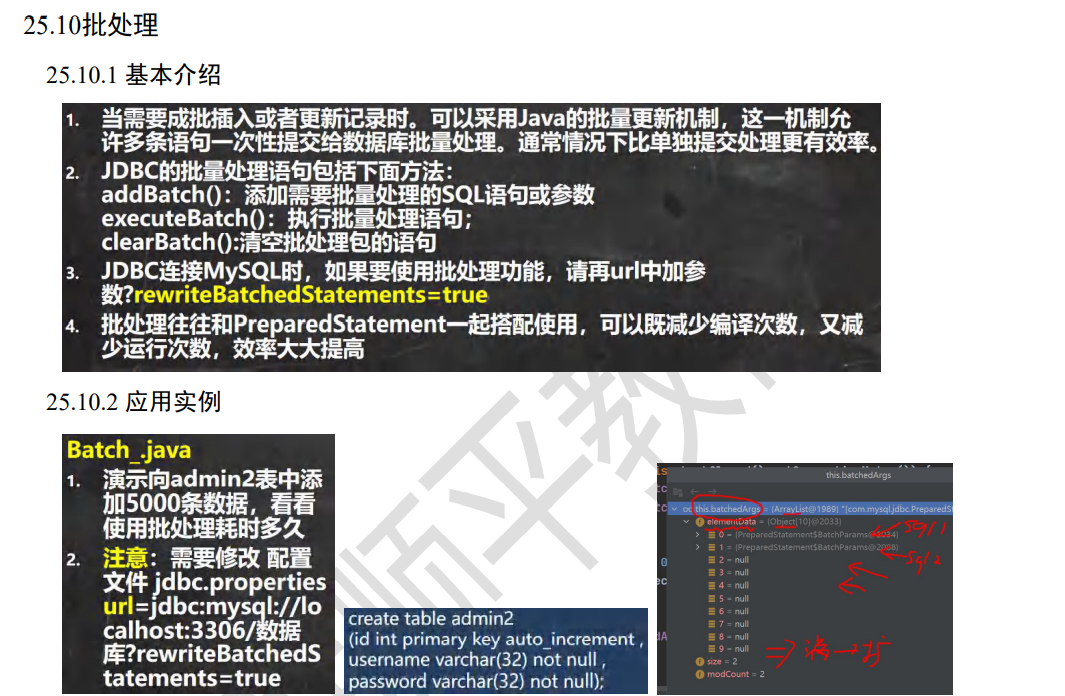 25.10批处理
25.10.1 基本介绍
1. 当需要成批插入或者更新记录时。可以采用Java的批量更新机制，这一机制允
许多条语句一次性提交给数据库批量处理。通常情况下比单独提交处理更有效率。
2. JDBC的批量处理语句包括下面方法：
addBatch()：添加需要批量处理的SQL语句或参数
executeBatch()：执行批量处理语句；
clearBatch():清空批处理包的语句
3. JDBC连接MySQL时，如果要使用批处理功能，请再url中加参
数?rewriteBatchedStatements=true
4. 批处理往往和PreparedStatement一起搭配使用，可以既减少编译次数，又减
少运行次数，效率大大提高
25.10.2 应用实例
Batch_.java
1. 演示向admin2表中添
加5000条数据，看看
使用批处理耗时多久
2. 注意：需要修改 配置
文件 jdbc.properties
url=jdbc:mysql://lo
calhost:3306/数据
库?rewriteBatchedS
tatements=true
create table admin2
(id int primary key auto_increment ,
username varchar(32) not null ,
password varchar(32) not null);
this.batchedArgs
oo this.batchedArgs = {ArrayList@1989} "[com.mysql.jdbc.PreparedS
elementData = {Object[10]@2033}
0 = {PreparedStatement$BatchParams@2034} sql1
1 = {PreparedStatement$BatchParams@2008} sql2
2 = null
3 = null
4 = null
5 = null
6 = null
7 = null
8 = null
9 = null
=> 满->扩
size = 2
modCount = 2
师平教